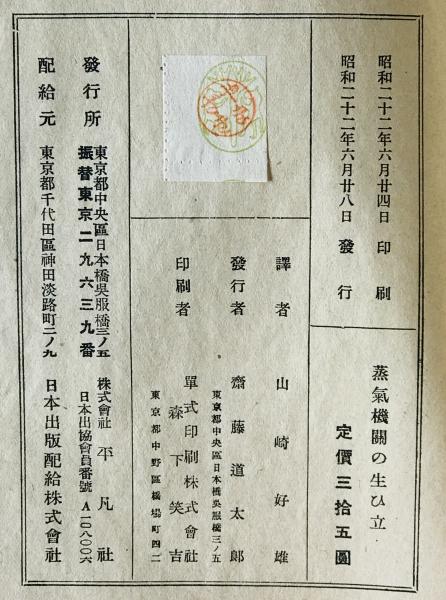 昭和二十二年六月廿四日 印刷
昭和二十二年六月廿八日 發行
蒸氣機關の生ひ立
定價三拾五圓
譯者 山崎好雄
發行者 齋藤道太郎
東京都中央區日本橋吳服橋三ノ五
印刷者 單式印刷株式會社
森下笑吉
東京都中野區橋場町四二
發行所 東京都中央區日本橋吳服橋三ノ五 株式會社 平凡社
振替東京二九六三九番 日本出協會員番號 A一〇八〇〇六
配給元 東京都千代田區神田淡路町二ノ九 日本出版配給株式會社